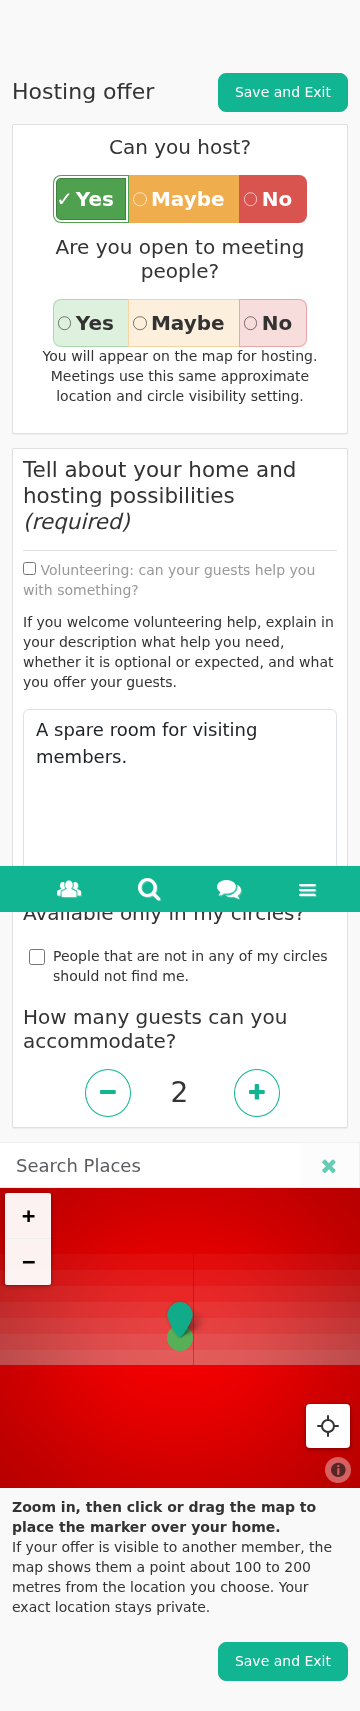 Hosting offer
Save and Exit
Can you host?
✓ Yes Maybe No
Are you open to meeting
people?
Yes Maybe No
You will appear on the map for hosting.
Meetings use this same approximate
location and circle visibility setting.
Tell about your home and
hosting possibilities
(required)
Volunteering: can your guests help you
with something?
If you welcome volunteering help, explain in
your description what help you need,
whether it is optional or expected, and what
you offer your guests.
A spare room for visiting
members.
Available only in my circles?
People that are not in any of my circles
should not find me.
How many guests can you
accommodate?
− 2 +
Search Places
+
−
Zoom in, then click or drag the map to
place the marker over your home.
If your offer is visible to another member, the
map shows them a point about 100 to 200
metres from the location you choose. Your
exact location stays private.
Save and Exit